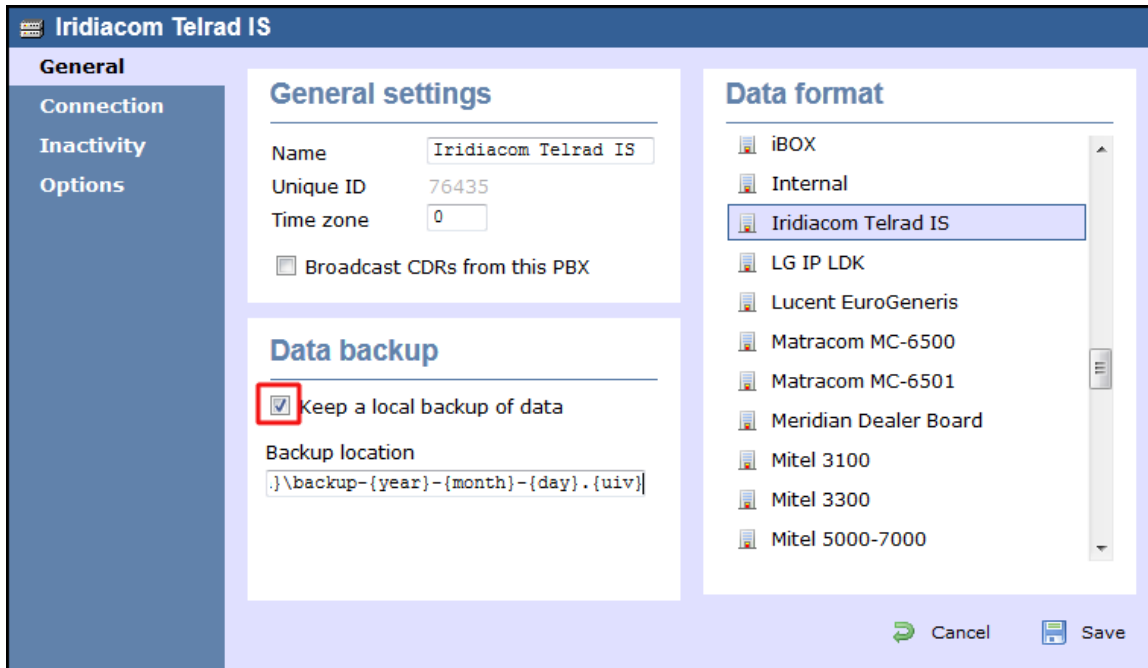 Iridiacom Telrad IS
General
Connection
Inactivity
Options
General settings
Name Iridiacom Telrad IS
Unique ID 76435
Time zone 0
Broadcast CDRs from this PBX
Data backup
Keep a local backup of data
Backup location
.}\backup-{year}-{month}-{day}.{uiv}
Data format
iBOX
Internal
Iridiacom Telrad IS
LG IP LDK
Lucent EuroGeneris
Matracom MC-6500
Matracom MC-6501
Meridian Dealer Board
Mitel 3100
Mitel 3300
Mitel 5000-7000
Cancel Save